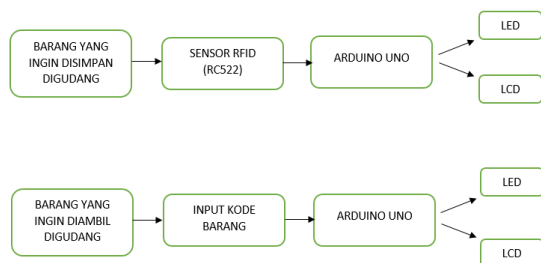 BARANG YANG
INGIN DISIMPAN
DIGUDANG
SENSOR RFID
(RC522)
ARDUINO UNO
LED
LCD
BARANG YANG
INGIN DIAMBIL
DIGUDANG
INPUT KODE
BARANG
ARDUINO UNO
LED
LCD